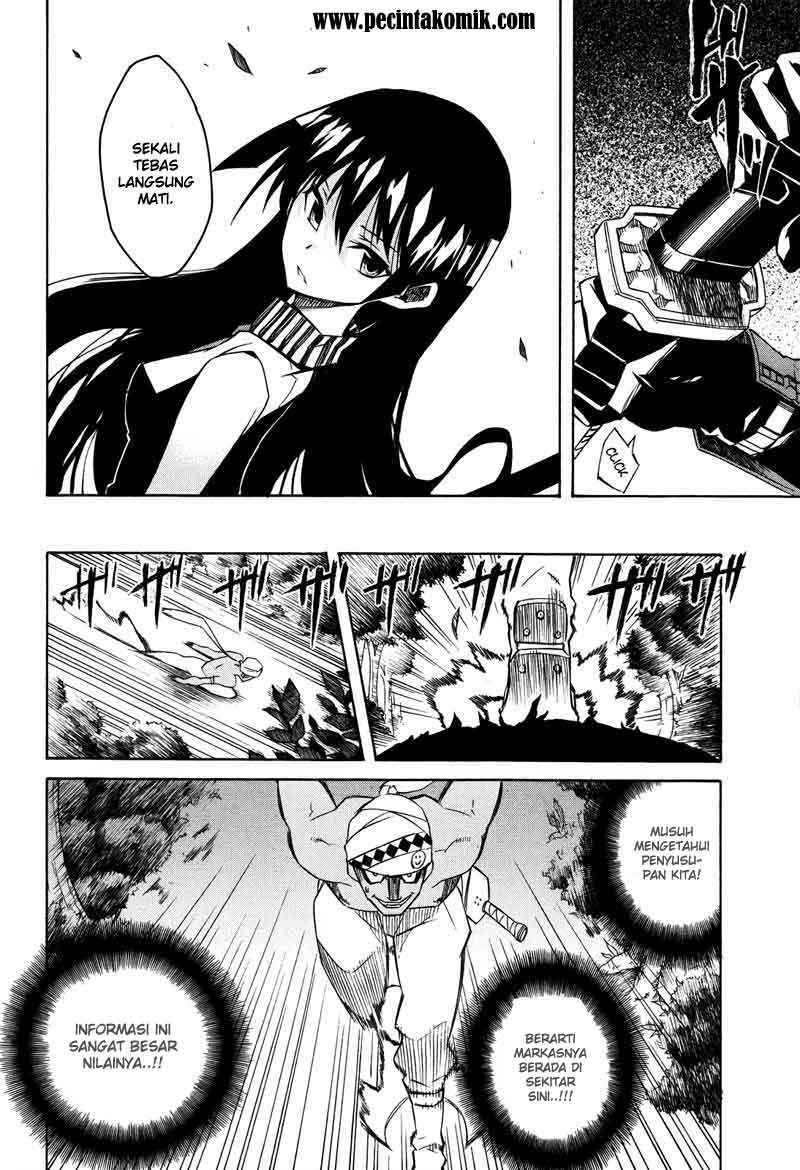 www.pecintakomik.com
CLICK
SEKALI
TEBAS
LANGSUNG
MATI.
MUSUH
MENGETAHUI
PENYUSU-
PAN KITA!
BERARTI
MARKASNYA
BERADA DI
SEKITAR
SINI..!!!
INFORMASI INI
SANGAT BESAR
NILAINYA..!!